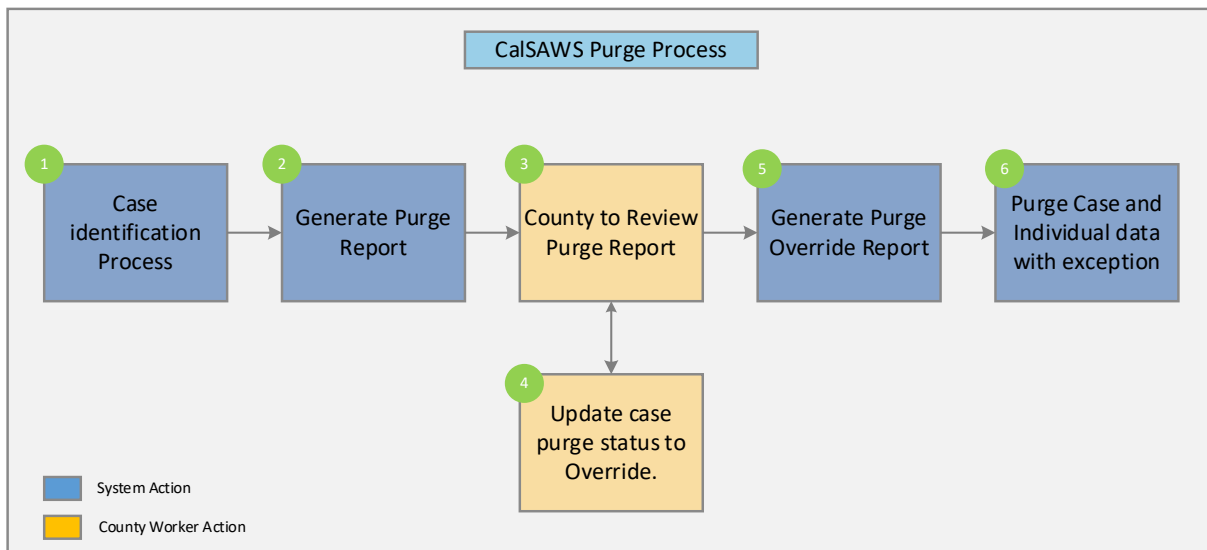 CalSAWS Purge Process
1
Case
identification
Process
2
Generate Purge
Report
3
County to Review
Purge Report
5
Generate Purge
Override Report
6
Purge Case and
Individual data
with exception
4
Update case
purge status to
Override.
System Action
County Worker Action